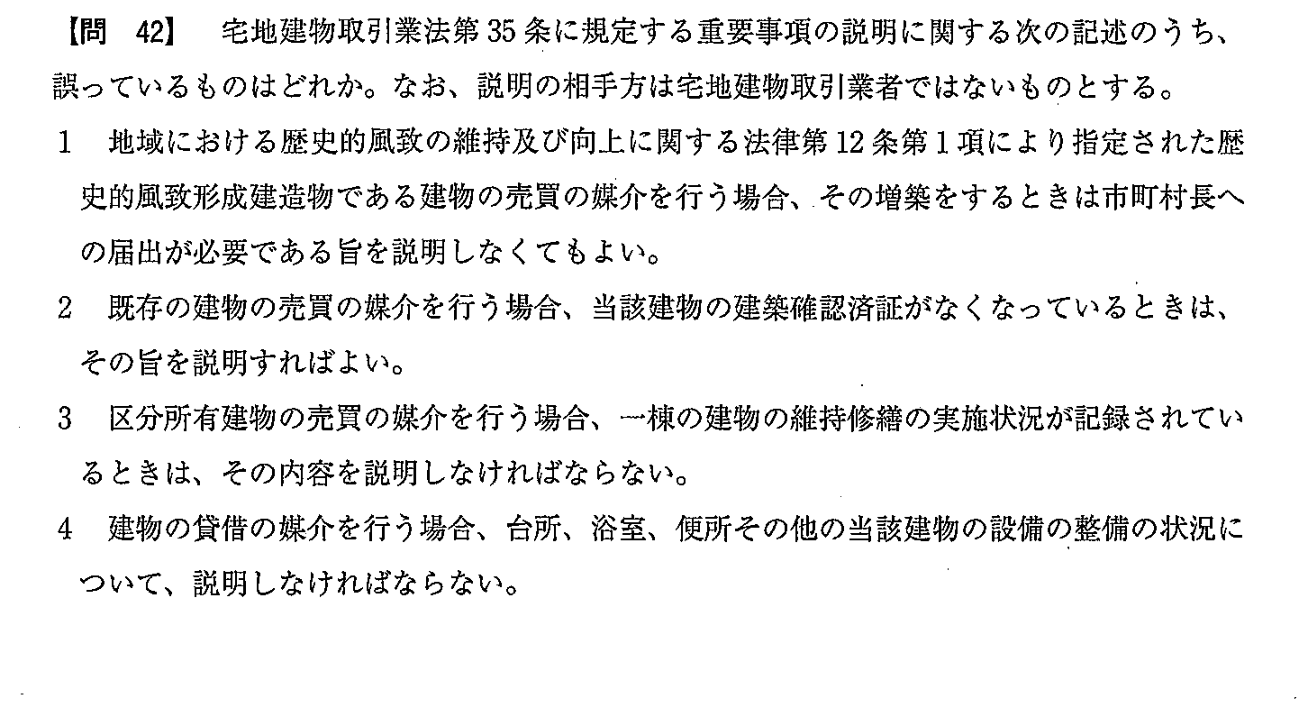 【問　42】　宅地建物取引業法第 35 条に規定する重要事項の説明に関する次の記述のうち、
誤っているものはどれか。なお、説明の相手方は宅地建物取引業者ではないものとする。
1　地域における歴史的風致の維持及び向上に関する法律第 12 条第 1 項により指定された歴
史的風致形成建造物である建物の売買の媒介を行う場合、その増築をするときは市町村長へ
の届出が必要である旨を説明しなくてもよい。
2　既存の建物の売買の媒介を行う場合、当該建物の建築確認済証がなくなっているときは、
その旨を説明すればよい。
3　区分所有建物の売買の媒介を行う場合、一棟の建物の維持修繕の実施状況が記録されてい
るときは、その内容を説明しなければならない。
4　建物の貸借の媒介を行う場合、台所、浴室、便所その他の当該建物の設備の整備の状況に
ついて、説明しなければならない。